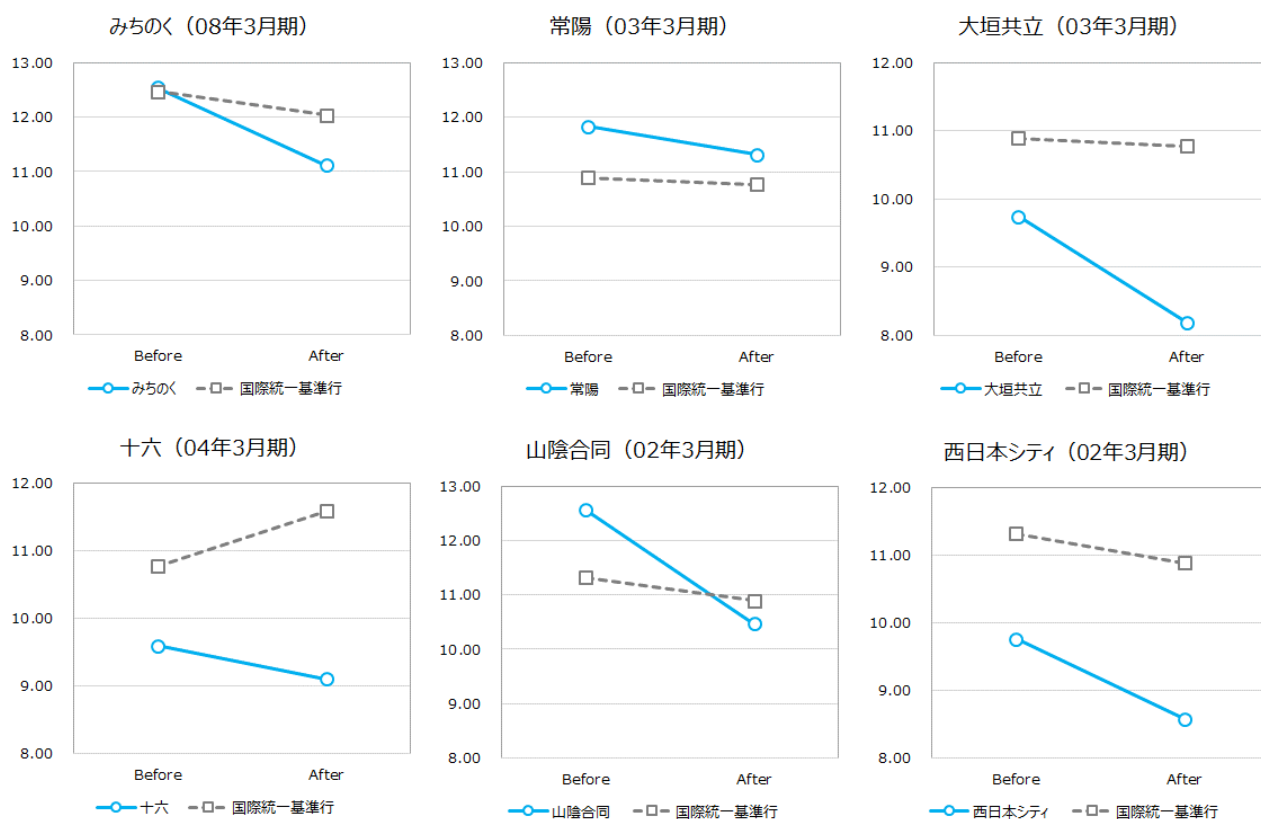 みちのく（08年3月期）
13.00
12.00
11.00
10.00
9.00
8.00
Before After
みちのく 国際統一基準行
常陽（03年3月期）
13.00
12.00
11.00
10.00
9.00
8.00
Before After
常陽 国際統一基準行
大垣共立（03年3月期）
12.00
11.00
10.00
9.00
8.00
Before After
大垣共立 国際統一基準行
十六（04年3月期）
12.00
11.00
10.00
9.00
8.00
Before After
十六 国際統一基準行
山陰合同（02年3月期）
13.00
12.00
11.00
10.00
9.00
8.00
Before After
山陰合同 国際統一基準行
西日本シティ（02年3月期）
12.00
11.00
10.00
9.00
8.00
Before After
西日本シティ 国際統一基準行